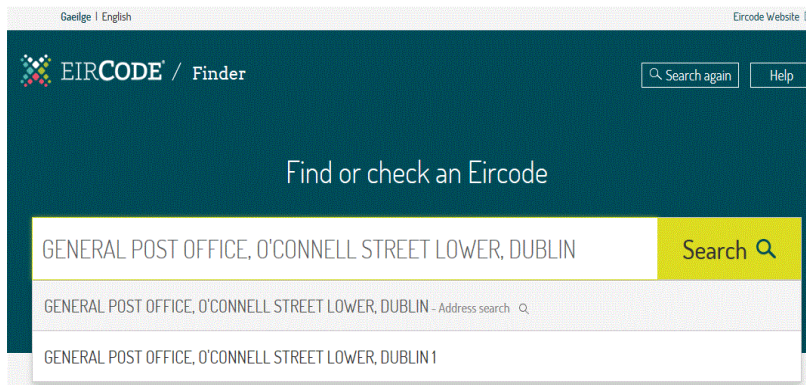 Gaeilge | English
Eircode Website
EIRCODE / Finder
Search again
Help
Find or check an Eircode
GENERAL POST OFFICE, O'CONNELL STREET LOWER, DUBLIN
Search
GENERAL POST OFFICE, O'CONNELL STREET LOWER, DUBLIN - Address search
GENERAL POST OFFICE, O'CONNELL STREET LOWER, DUBLIN 1